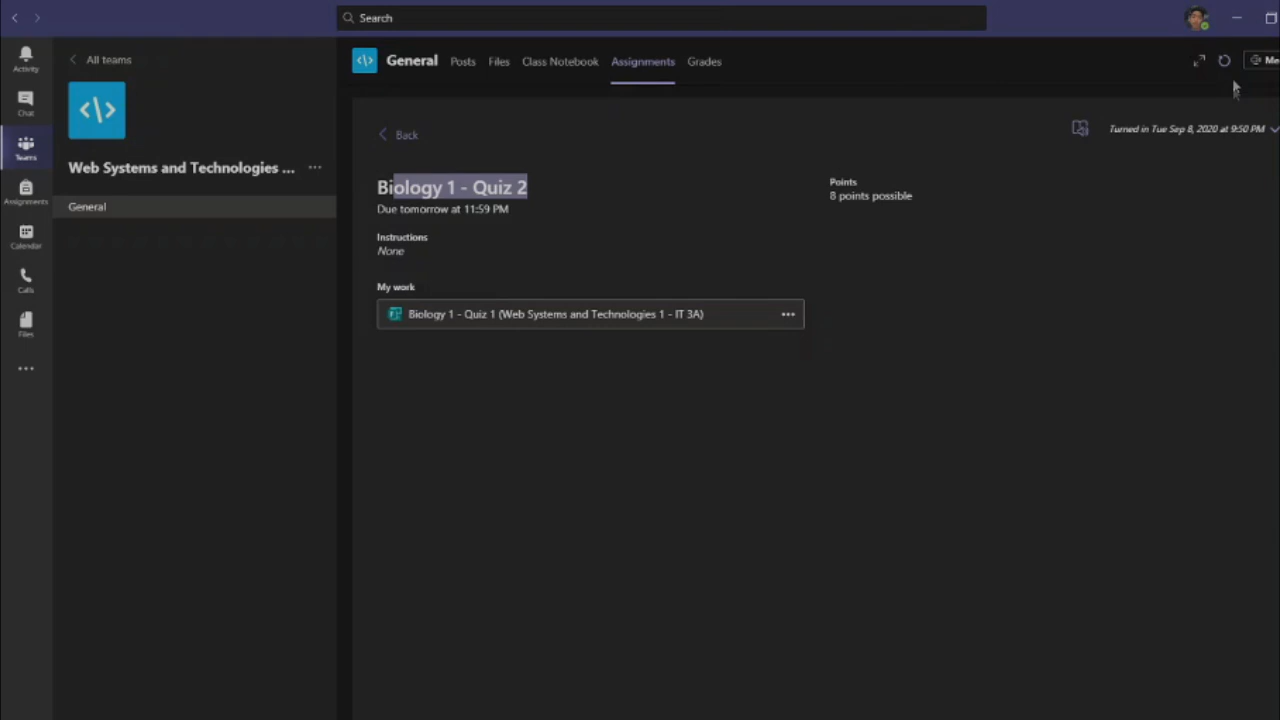 Search
Activity
Chat
Teams
Assignments
Calendar
Calls
Files
All teams
Web Systems and Technologies ...
General
General Posts Files Class Notebook Assignments Grades
Me
Back
Turned in Tue Sep 8, 2020 at 9:50 PM
Biology 1 - Quiz 2
Due tomorrow at 11:59 PM
Points
8 points possible
Instructions
None
My work
Biology 1 - Quiz 1 (Web Systems and Technologies 1 - IT 3A)